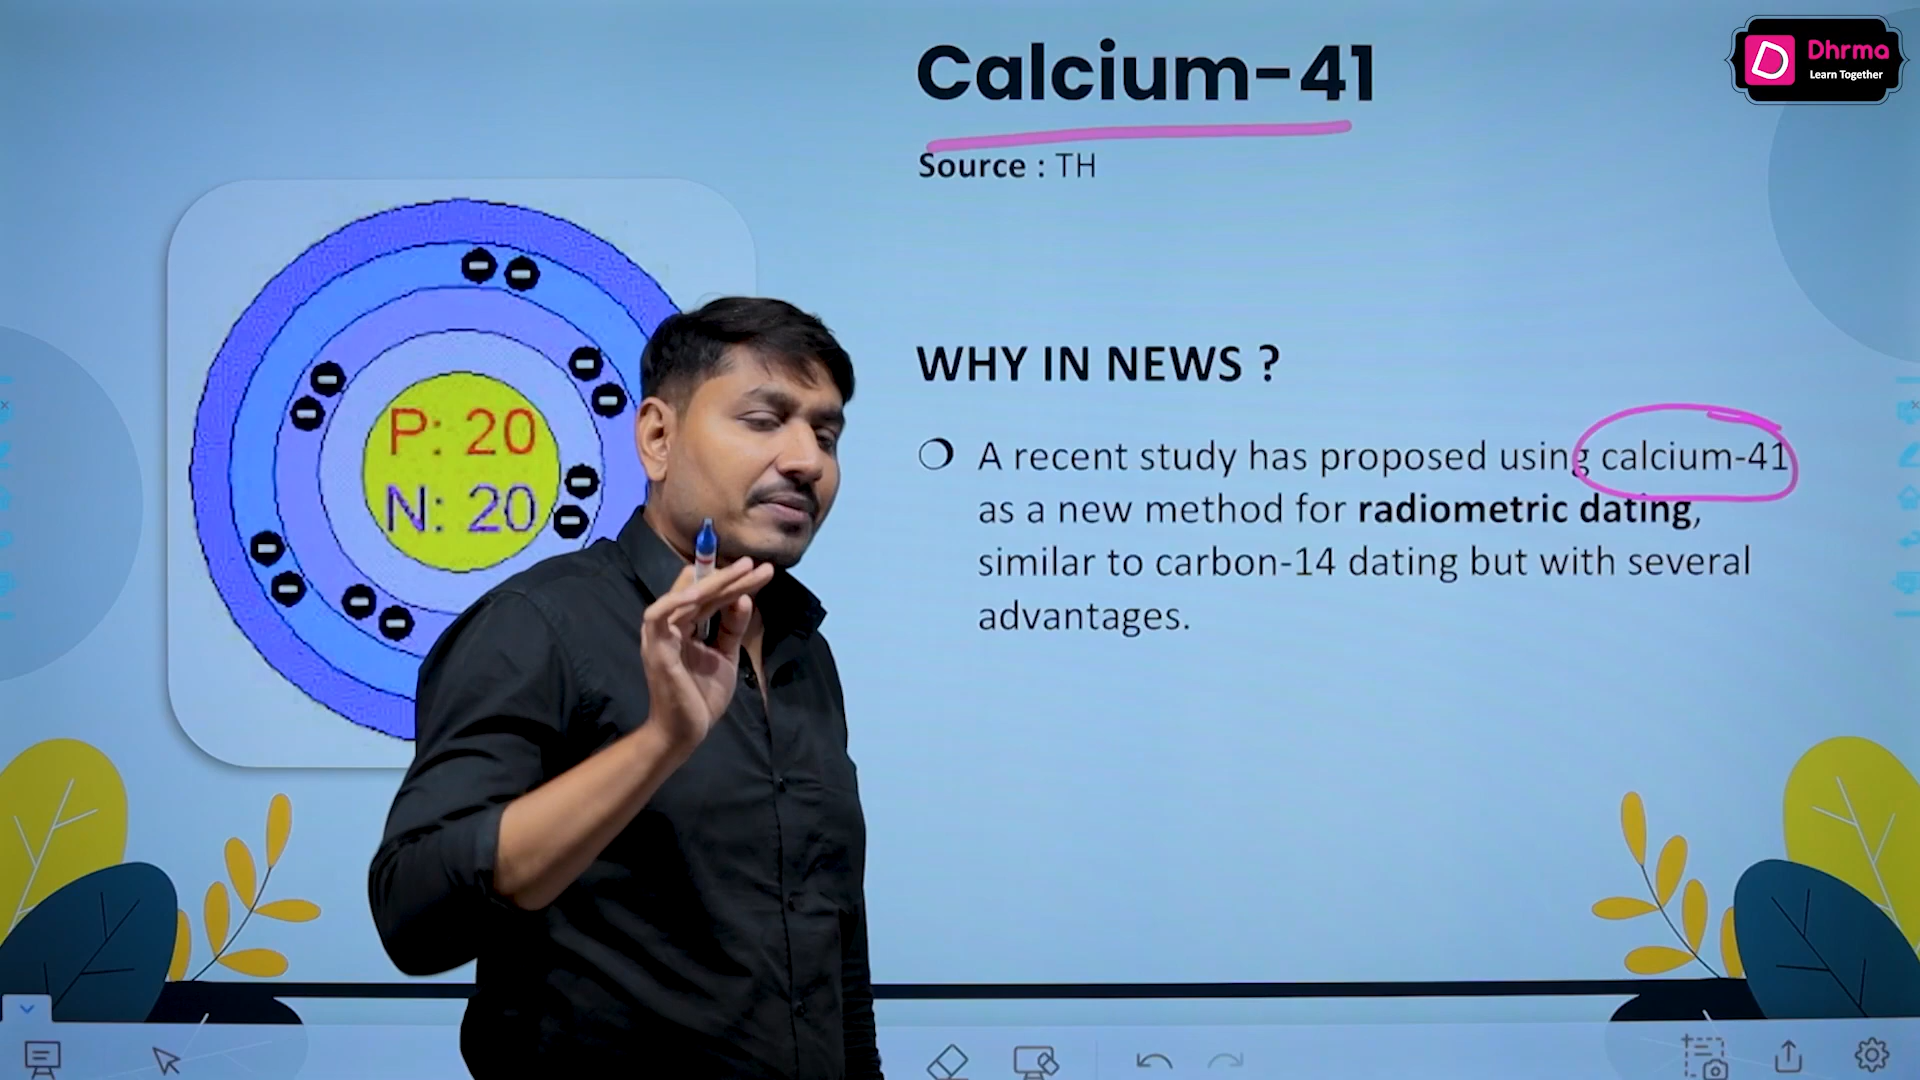 Calcium-41
Dhrma
Learn Together
Source : TH
WHY IN NEWS ?
P: 20
N: 20
❍ A recent study has proposed using calcium-41
as a new method for radiometric dating,
similar to carbon-14 dating but with several
advantages.